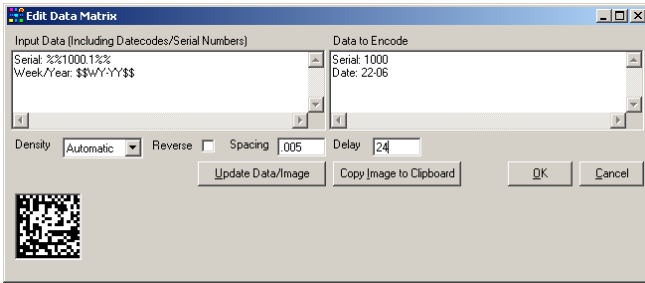 Edit Data Matrix
Input Data (Including Datecodes/Serial Numbers)
Data to Encode
Serial: %%1000.1%%
Week/Year: $$WY-YY$$
Serial: 1000
Date: 22-06
Density Automatic Reverse Spacing .005 Delay 24
Update Data/Image Copy Image to Clipboard OK Cancel